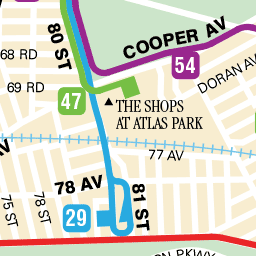 80 ST
COOPER AV
68 RD
54
DORAN AV
69 RD
47
THE SHOPS
AT ATLAS PARK
77 AV
78 AV
81 ST
75 ST
78 ST
29
PKWY